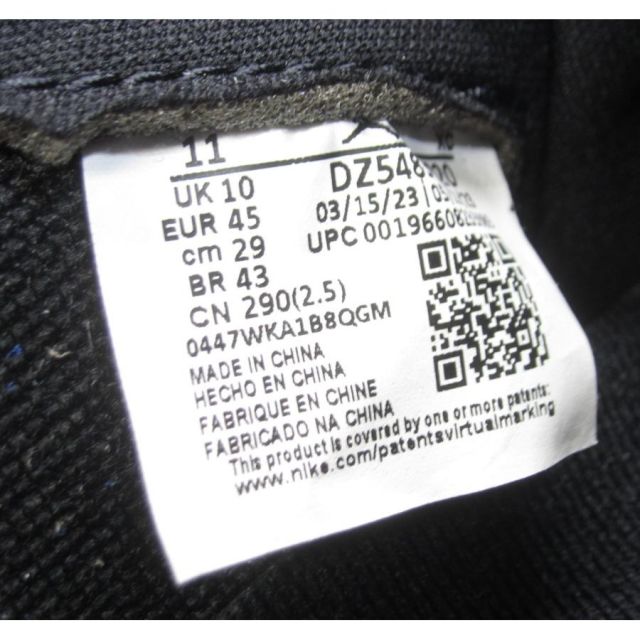 11
UK 10
EUR 45
cm 29
BR 43
CN 290(2.5)
03/15/23
UPC
0447WKA1B8QGM
MADE IN CHINA
HECHO EN CHINA
FABRIQUE EN CHINE
FABRICADO NA CHINA
This product is covered by one or more patents:
www.nike.com/patentsvirtualmarking